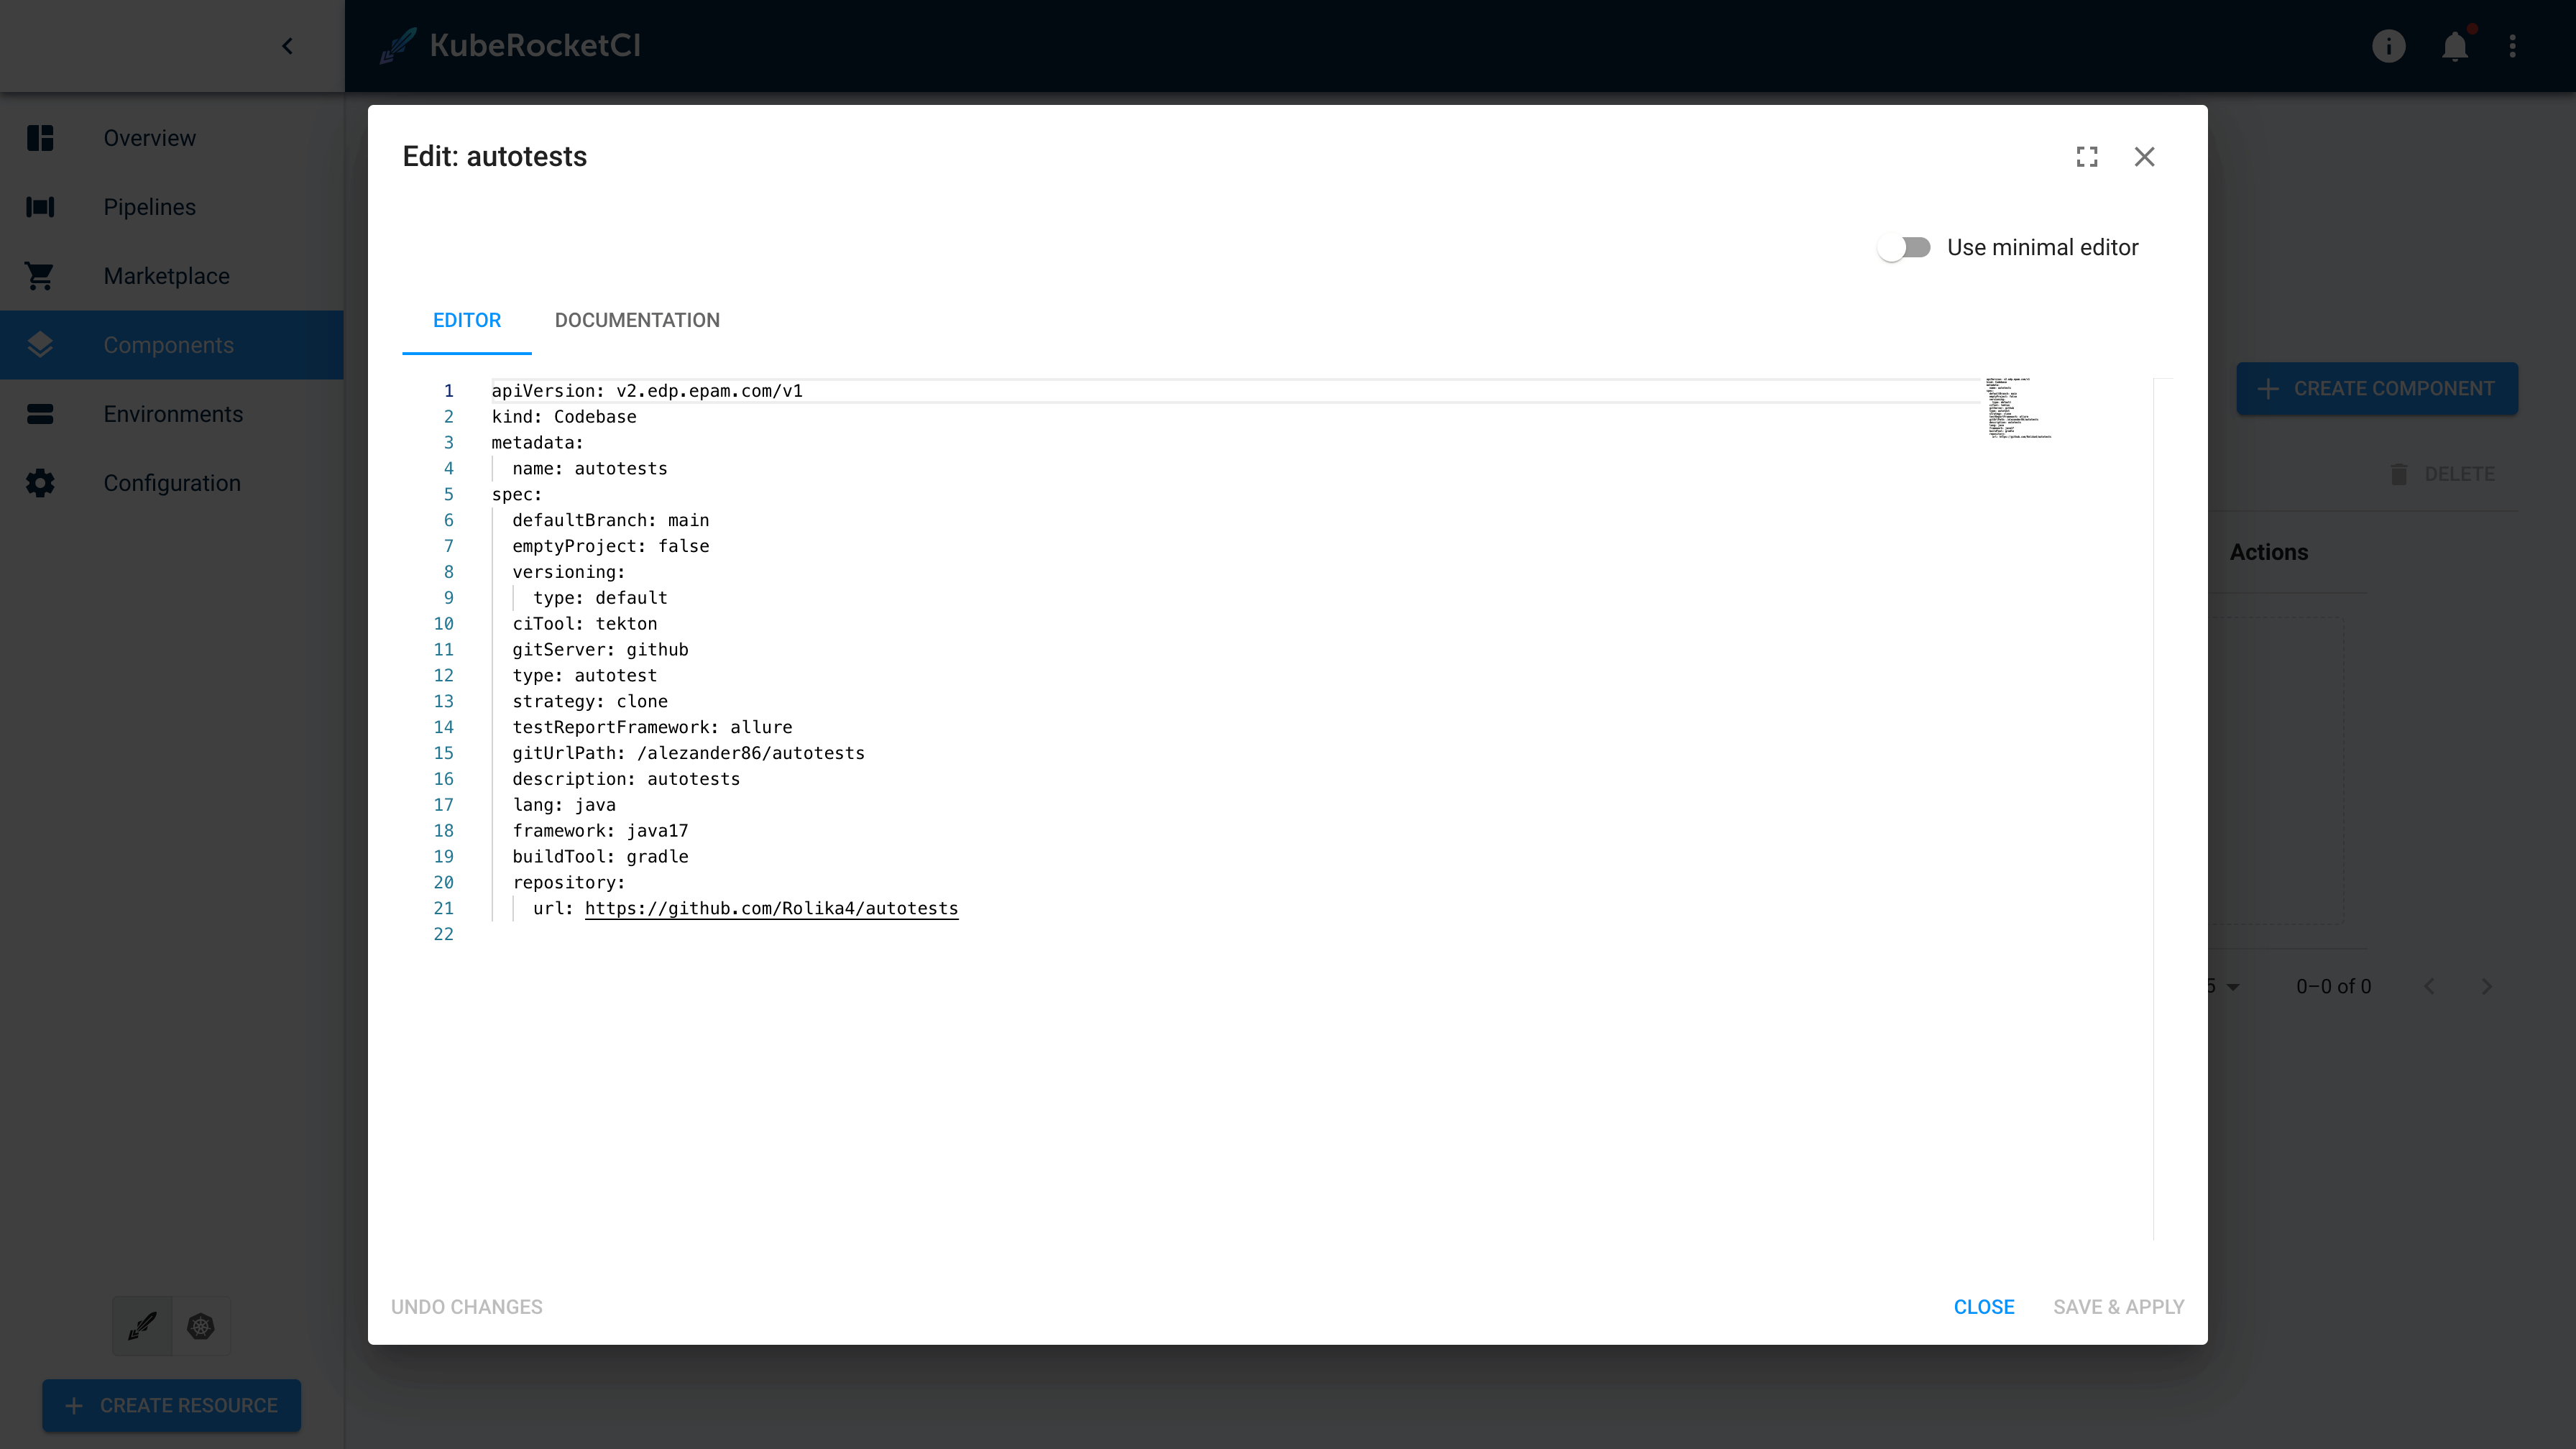 KubeRocketCI
Overview
Pipelines
Marketplace
Components
Environments
Configuration
CREATE RESOURCE
Edit: autotests
Use minimal editor
EDITOR DOCUMENTATION
1 apiVersion: v2.edp.epam.com/v1
2 kind: Codebase
3 metadata:
4 name: autotests
5 spec:
6 defaultBranch: main
7 emptyProject: false
8 versioning:
9 type: default
10 ciTool: tekton
11 gitServer: github
12 type: autotest
13 strategy: clone
14 testReportFramework: allure
15 gitUrlPath: /alezander86/autotests
16 description: autotests
17 lang: java
18 framework: java17
19 buildTool: gradle
20 repository:
21 url: https://github.com/Rolika4/autotests
22
UNDO CHANGES CLOSE SAVE & APPLY
CREATE COMPONENT
DELETE
Actions
0–0 of 0